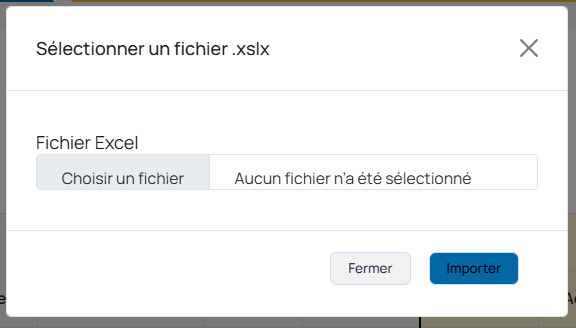 Sélectionner un fichier .xslx
Fichier Excel
Choisir un fichier Aucun fichier n'a été sélectionné
Fermer Importer